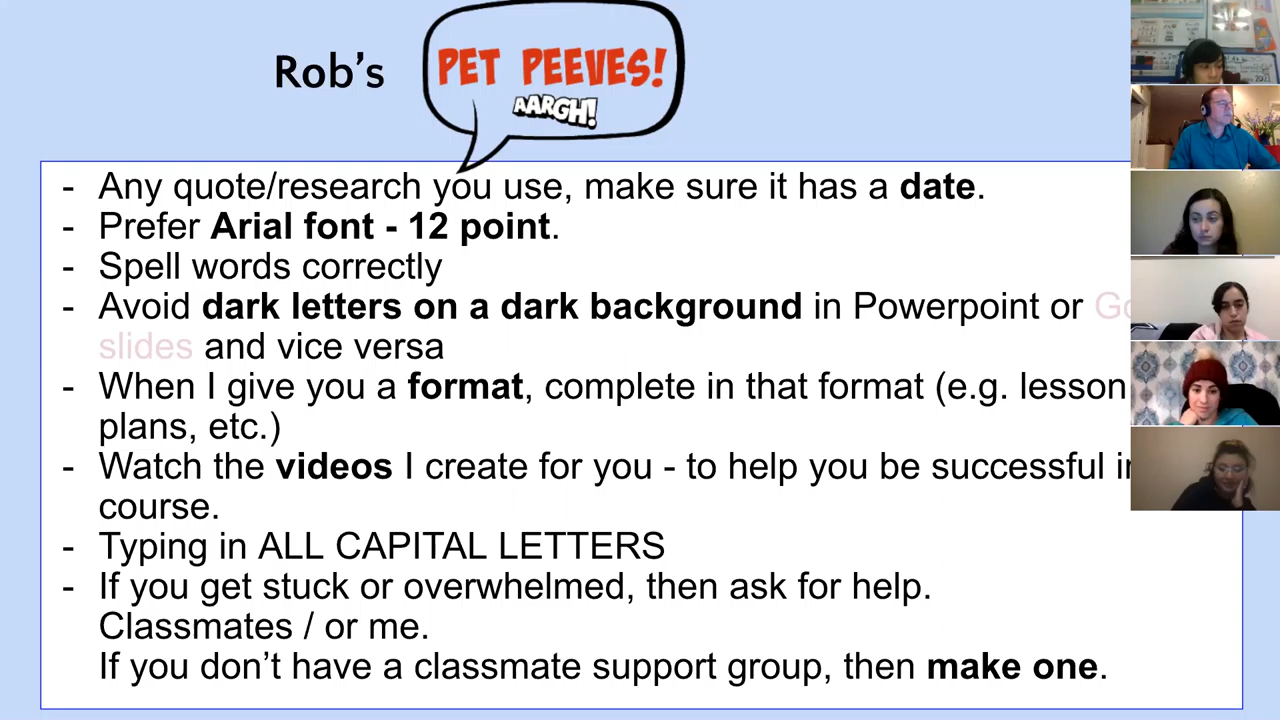 Rob's PET PEEVES!
AARGH!
- Any quote/research you use, make sure it has a date.
- Prefer Arial font - 12 point.
- Spell words correctly
- Avoid dark letters on a dark background in Powerpoint or
slides and vice versa
- When I give you a format, complete in that format (e.g. lesson
plans, etc.)
- Watch the videos I create for you - to help you be successful
course.
- Typing in ALL CAPITAL LETTERS
- If you get stuck or overwhelmed, then ask for help.
Classmates / or me.
If you don't have a classmate support group, then make one.